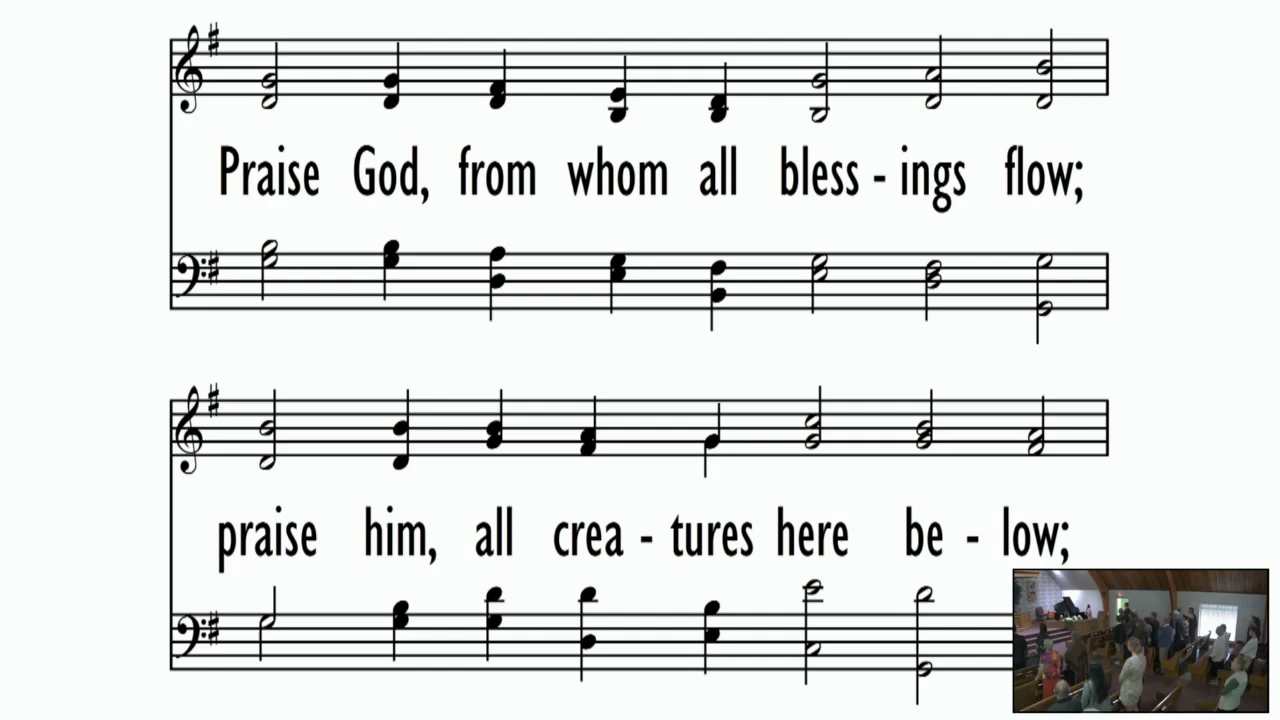 Praise God, from whom all bless - ings flow;
praise him, all crea - tures here be - low;